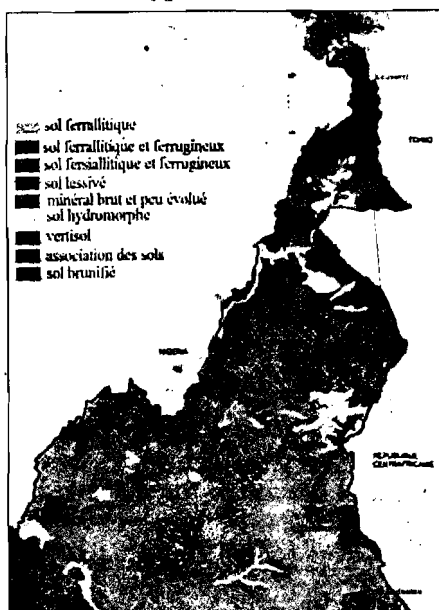 sol ferrallitique
sol ferrallitique et ferrugineux
sol fersiallitique et ferrugineux
sol lessivé
minéral brut et peu évolué
sol hydromorphe
vertisol
association des sols
sol brunifié
TCHAD
NIGERIA
REPUBLIQUE
CENTRAFRICAINE